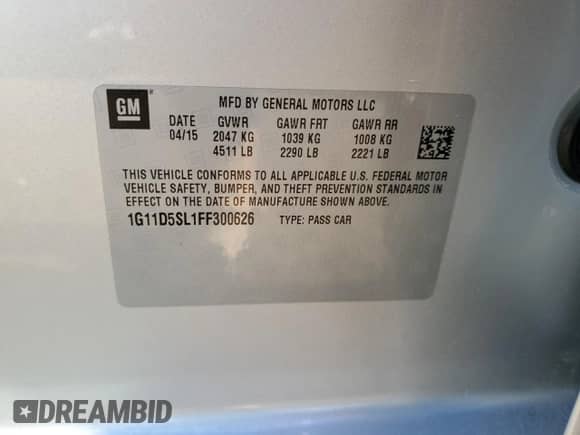 GM
MFD BY GENERAL MOTORS LLC
DATE GVWR GAWR FRT GAWR RR
04/15 2047 KG 1039 KG 1008 KG
4511 LB 2290 LB 2221 LB
THIS VEHICLE CONFORMS TO ALL APPLICABLE U.S. FEDERAL MOTOR
VEHICLE SAFETY, BUMPER, AND THEFT PREVENTION STANDARDS IN
EFFECT ON THE DATE OF MANUFACTURE SHOWN ABOVE.
1G11D5SL1FF300626 TYPE: PASS CAR
DREAMBID